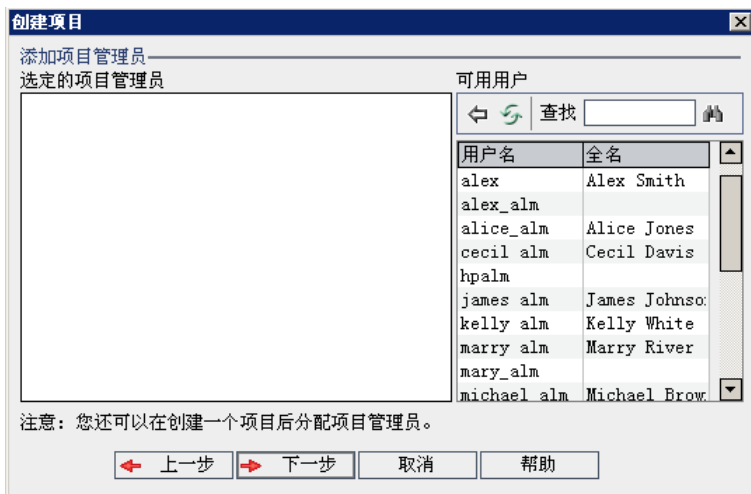 创建项目
添加项目管理员
选定的项目管理员
可用用户
查找
用户名 全名
alex Alex Smith
alex_alm
alice_alm Alice Jones
cecil alm Cecil Davis
hpalm
james alm James Johnso
kelly alm Kelly White
marry alm Marry River
mary_alm
michael alm Michael Brow
注意：您还可以在创建一个项目后分配项目管理员。
上一步 下一步 取消 帮助